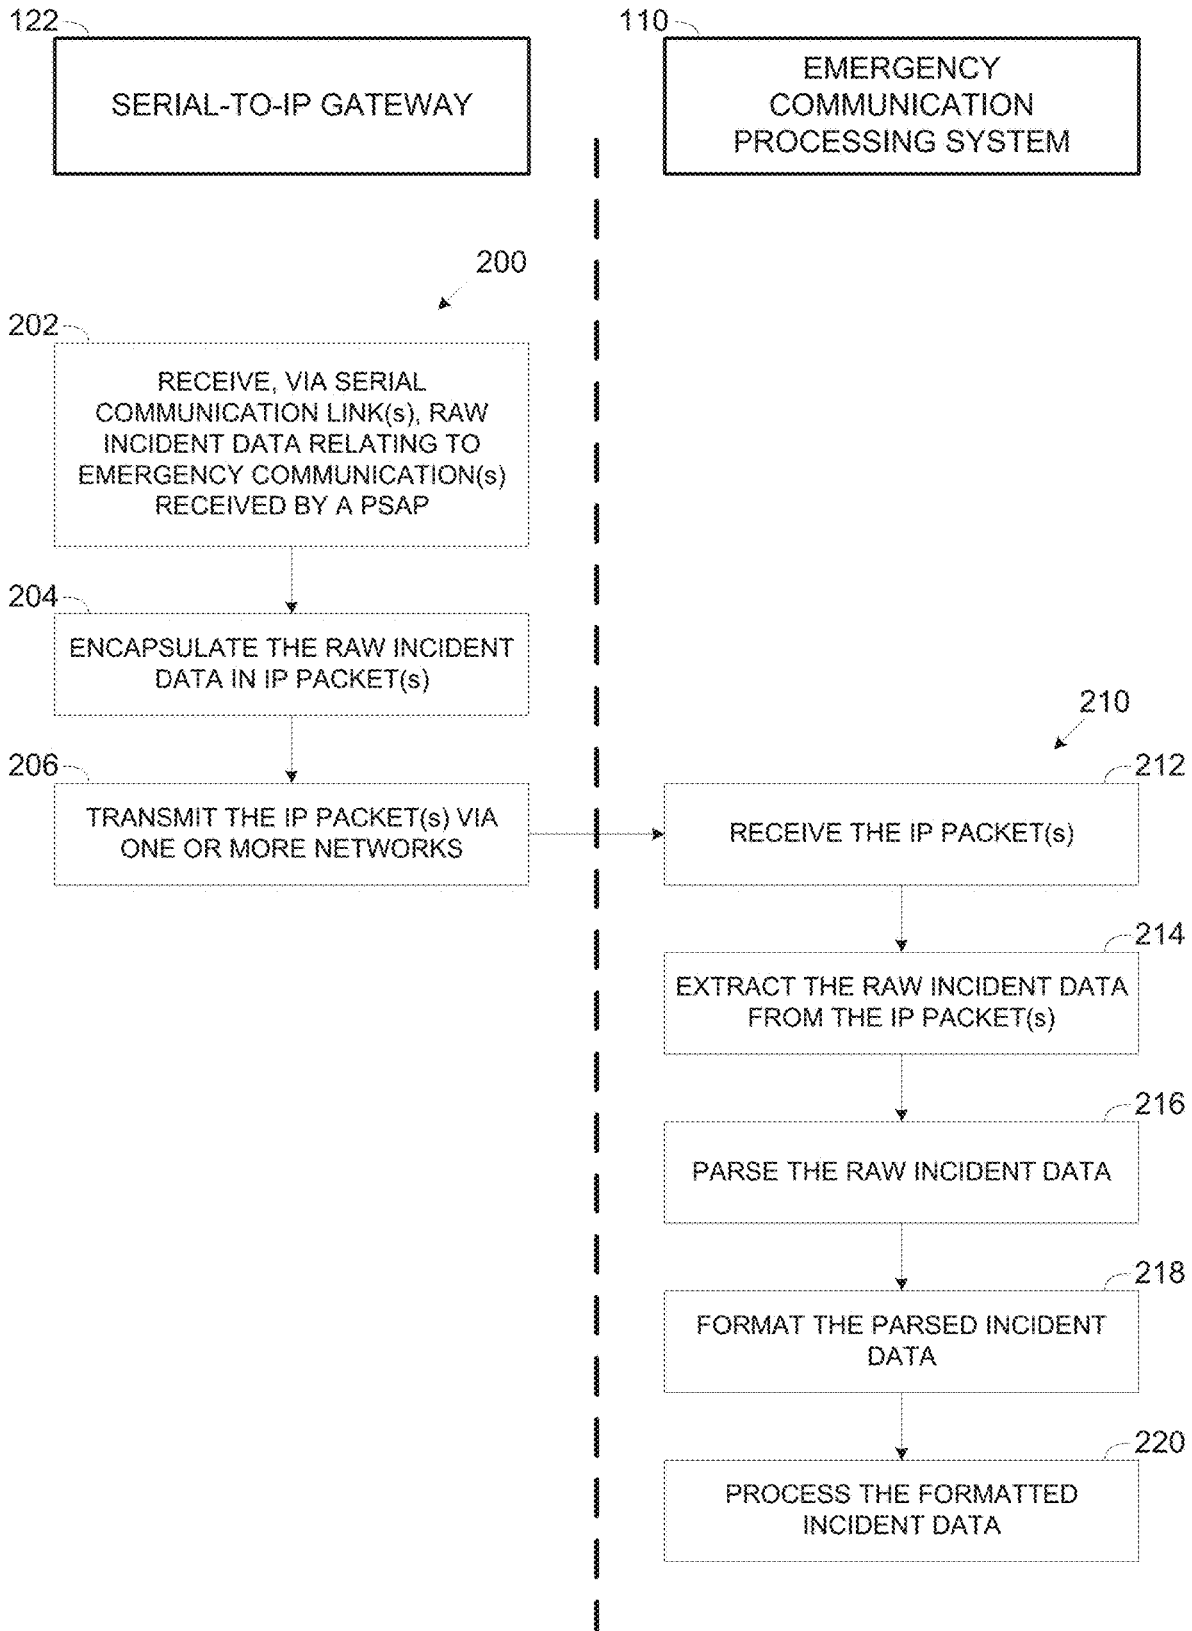 122
SERIAL-TO-IP GATEWAY
110
EMERGENCY
COMMUNICATION
PROCESSING SYSTEM
200
202
RECEIVE, VIA SERIAL
COMMUNICATION LINK(s), RAW
INCIDENT DATA RELATING TO
EMERGENCY COMMUNICATION(s)
RECEIVED BY A PSAP
204
ENCAPSULATE THE RAW INCIDENT
DATA IN IP PACKET(s)
206
TRANSMIT THE IP PACKET(s) VIA
ONE OR MORE NETWORKS
210
212
RECEIVE THE IP PACKET(s)
214
EXTRACT THE RAW INCIDENT DATA
FROM THE IP PACKET(s)
216
PARSE THE RAW INCIDENT DATA
218
FORMAT THE PARSED INCIDENT
DATA
220
PROCESS THE FORMATTED
INCIDENT DATA